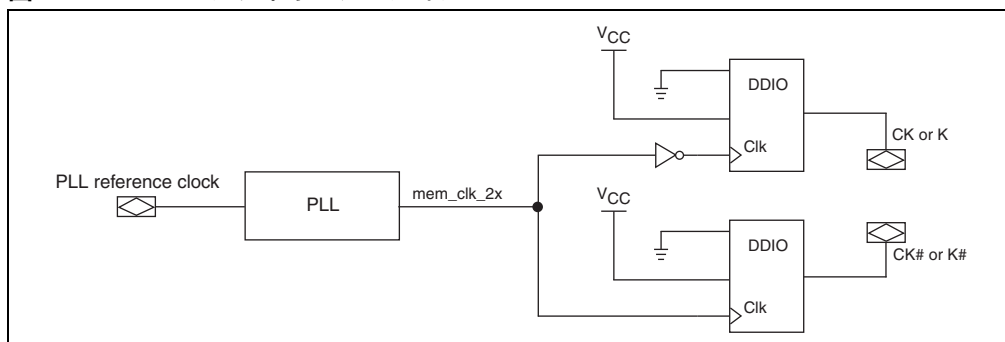 VCC
DDIO
CK or K
Clk
PLL reference clock
PLL
mem_clk_2x
VCC
DDIO
CK# or K#
Clk